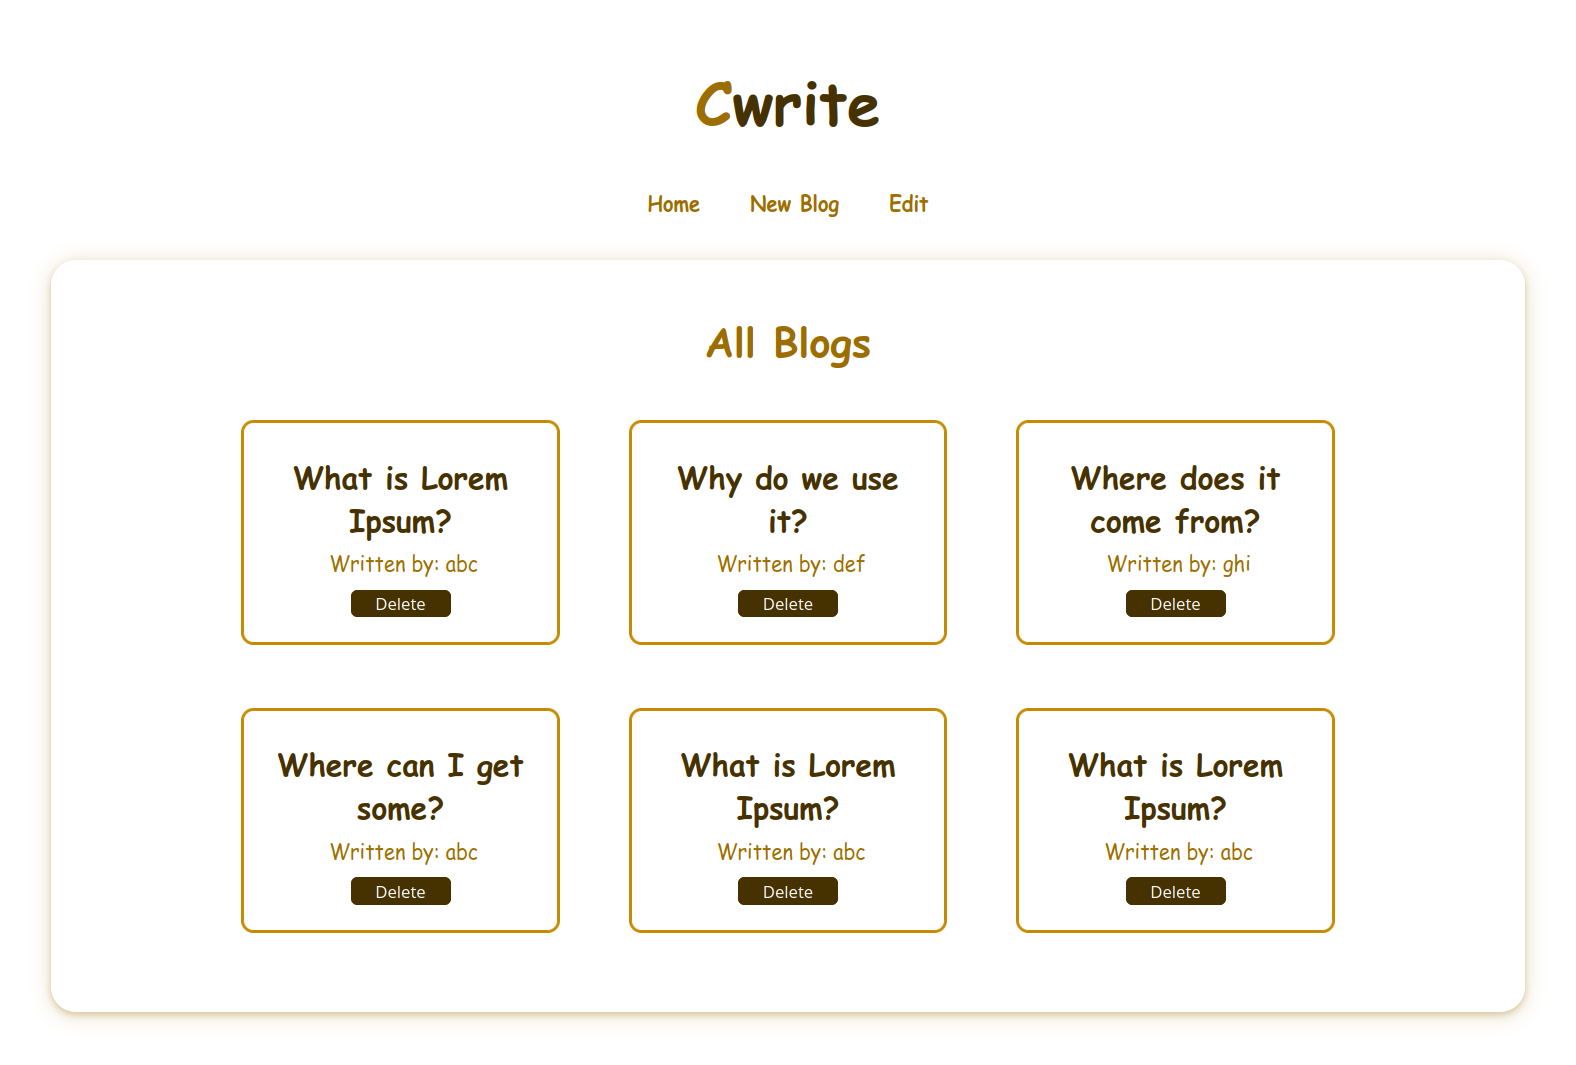 Cwrite
Home New Blog Edit
All Blogs
What is Lorem
Ipsum?
Written by: abc
Delete
Why do we use
it?
Written by: def
Delete
Where does it
come from?
Written by: ghi
Delete
Where can I get
some?
Written by: abc
Delete
What is Lorem
Ipsum?
Written by: abc
Delete
What is Lorem
Ipsum?
Written by: abc
Delete